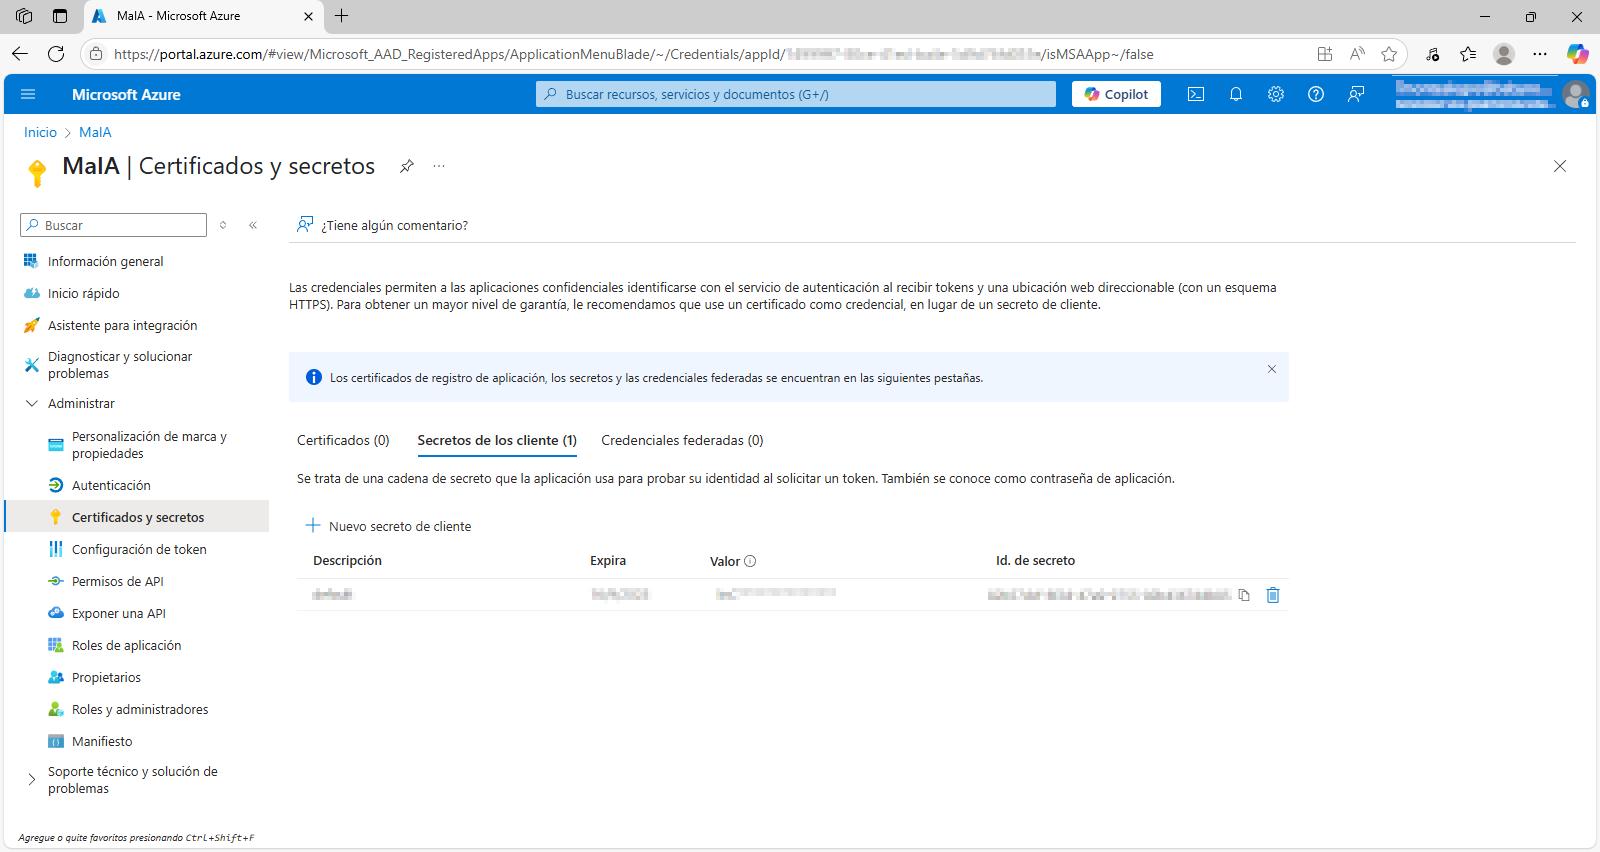 MaIA - Microsoft Azure
https://portal.azure.com/#view/Microsoft_AAD_RegisteredApps/ApplicationMenuBlade/~/Credentials/appId/ /isMSAApp~/false
Microsoft Azure
Buscar recursos, servicios y documentos (G+/)
Copilot
Inicio > MaIA
MaIA | Certificados y secretos
Buscar
¿Tiene algún comentario?
Información general
Inicio rápido
Asistente para integración
Diagnosticar y solucionar
problemas
Administrar
Personalización de marca y
propiedades
Autenticación
Certificados y secretos
Configuración de token
Permisos de API
Exponer una API
Roles de aplicación
Propietarios
Roles y administradores
Manifiesto
Soporte técnico y solución de
problemas
Agregue o quite favoritos presionando Ctrl+Shift+F
Las credenciales permiten a las aplicaciones confidenciales identificarse con el servicio de autenticación al recibir tokens y una ubicación web direccionable (con un esquema
HTTPS). Para obtener un mayor nivel de garantía, le recomendamos que use un certificado como credencial, en lugar de un secreto de cliente.
Los certificados de registro de aplicación, los secretos y las credenciales federadas se encuentran en las siguientes pestañas.
Certificados (0) Secretos de los cliente (1) Credenciales federadas (0)
Se trata de una cadena de secreto que la aplicación usa para probar su identidad al solicitar un token. También se conoce como contraseña de aplicación.
Nuevo secreto de cliente
Descripción Expira Valor Id. de secreto